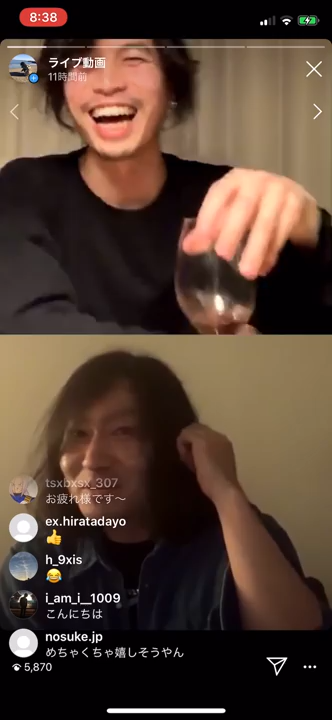 8:38
ライブ動画
11時間前
tsxbxsx_307
お疲れ様です〜
ex.hiratadayo
👍
h_9xis
😂
i_am_i__1009
こんにちは
nosuke.jp
めちゃくちゃ嬉しそうやん
5,870